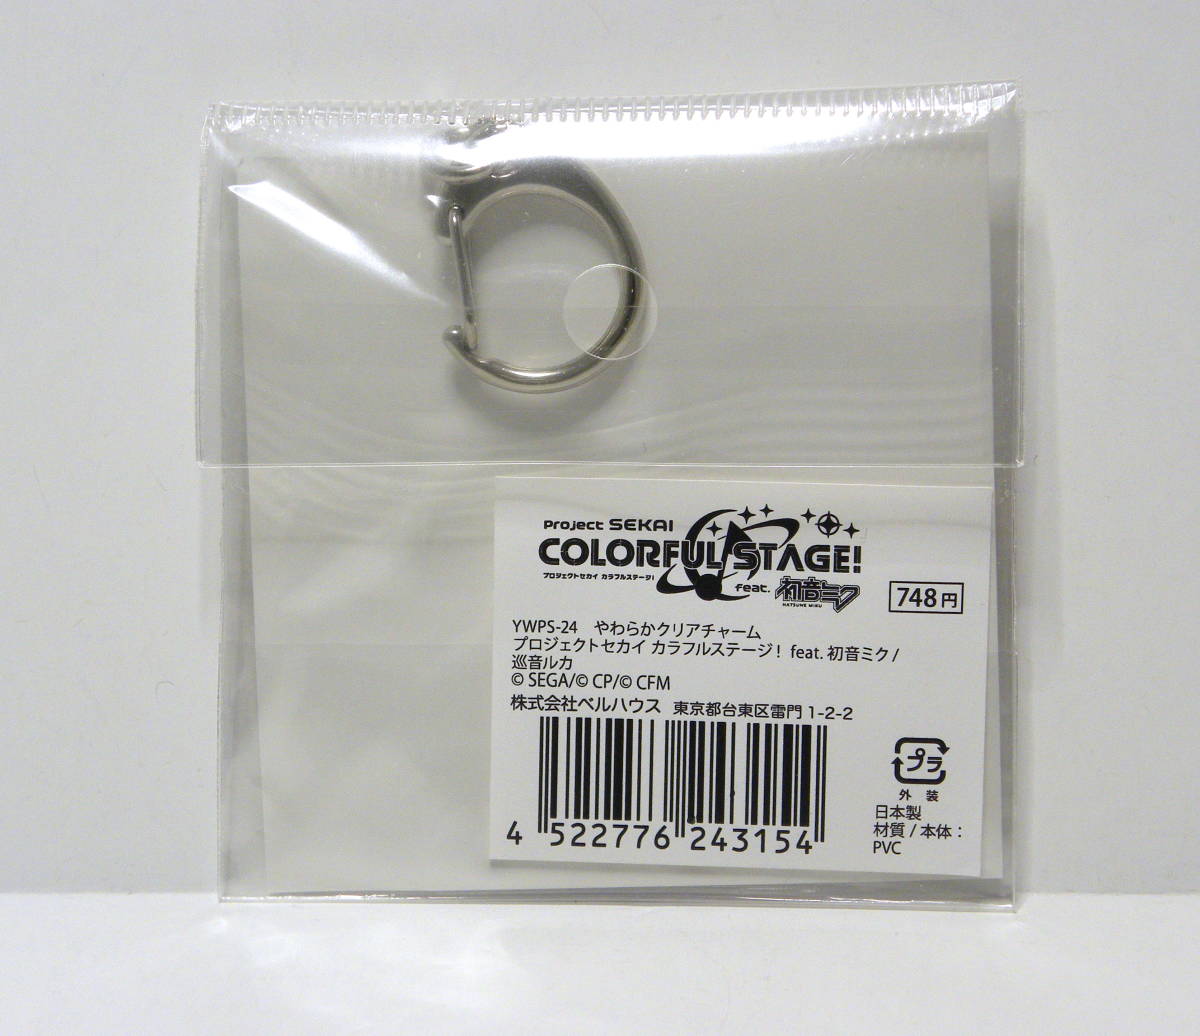 Project SEKAI
COLORFUL STAGE!
プロジェクトセカイ カラフルステージ!
feat. 初音ミク
HATSUNE MIKU
748円
YWPS-24 やわらかクリアチャーム
プロジェクトセカイ カラフルステージ! feat. 初音ミク/
巡音ルカ
© SEGA/© CP/© CFM
株式会社ベルハウス 東京都台東区雷門1-2-2
4 522776 243154
プラ
外装
日本製
材質/本体:
PVC